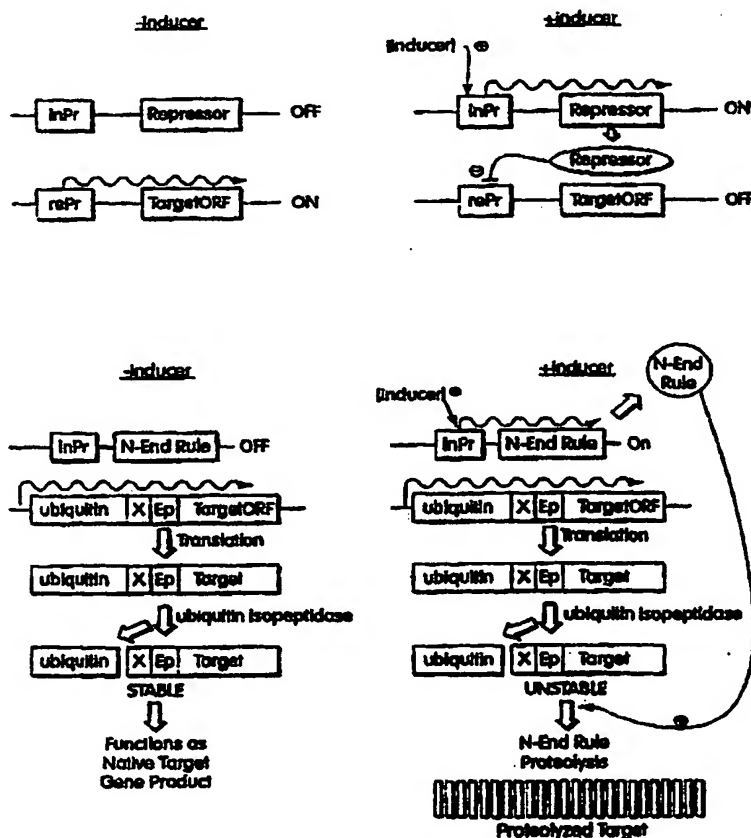 -Inducer
+Inducer
[Inducer] ⊕
InPr Repressor OFF
InPr Repressor ON
Repressor
⊖
rePr TargetORF ON
rePr TargetORF OFF
-Inducer
+Inducer
N-End
Rule
[Inducer]
InPr N-End Rule OFF
InPr N-End Rule On
ubiquitin X Ep TargetORF
ubiquitin X Ep TargetORF
Translation
Translation
ubiquitin X Ep Target
ubiquitin X Ep Target
ubiquitin isopeptidase
ubiquitin isopeptidase
ubiquitin X Ep Target
ubiquitin X Ep Target
STABLE
UNSTABLE
Functions as
Native Target
Gene Product
N-End Rule
Proteolysis
Proteolyzed Target